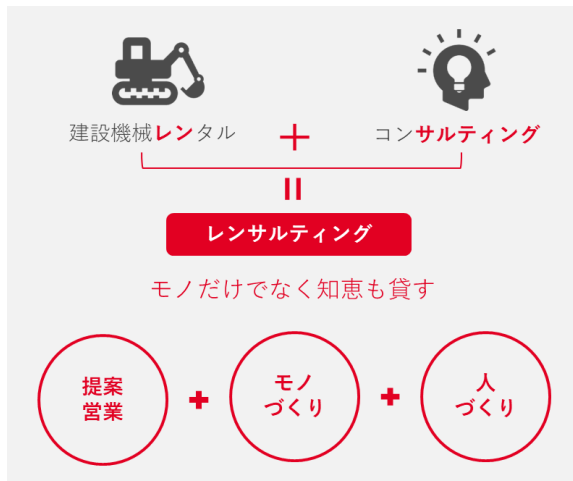 建設機械レンタル + コンサルティング
=
レンサルティング
モノだけでなく知恵も貸す
提案
営業
+
モノ
づくり
+
人
づくり